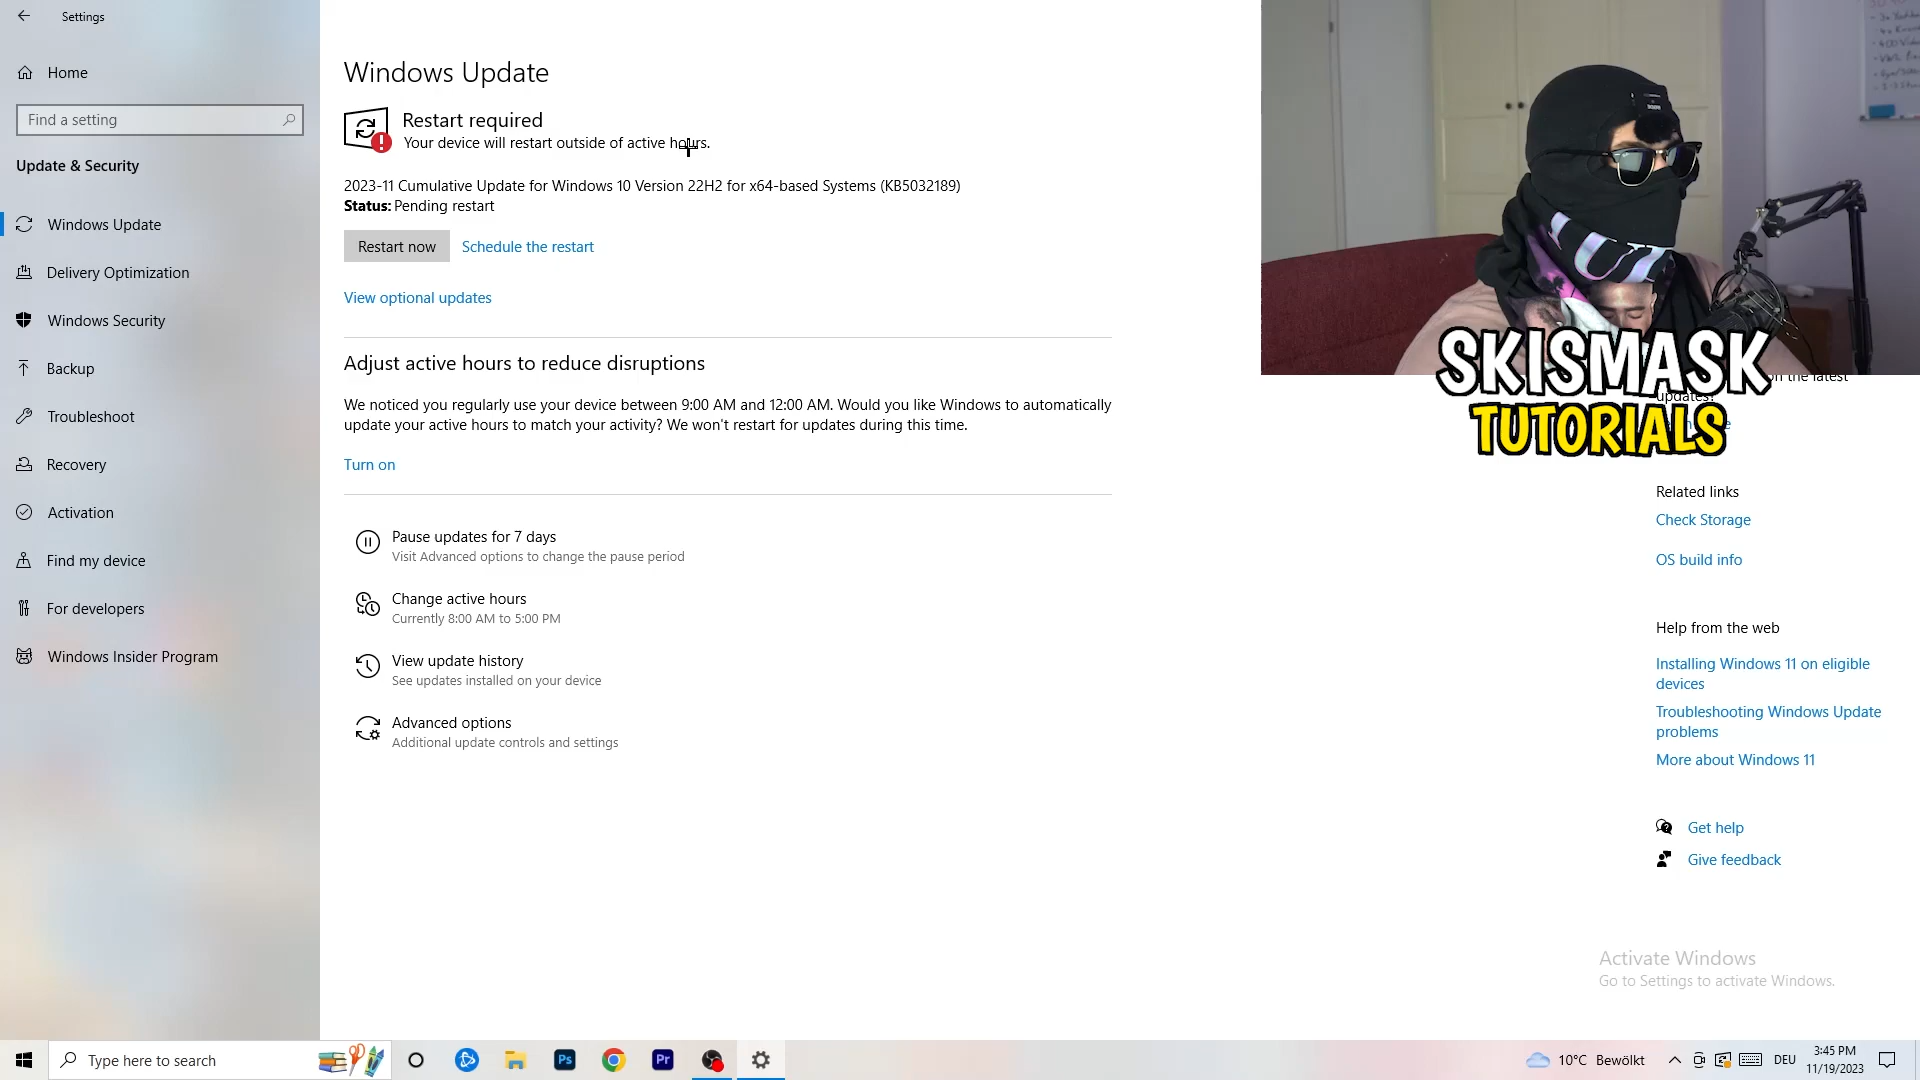 Settings
Home
Find a setting
Update & Security
Windows Update
Delivery Optimization
Windows Security
Backup
Troubleshoot
Recovery
Activation
Find my device
For developers
Windows Insider Program
Windows Update
Restart required
Your device will restart outside of active hours.
2023-11 Cumulative Update for Windows 10 Version 22H2 for x64-based Systems (KB5032189)
Status: Pending restart
Restart now
Schedule the restart
View optional updates
Adjust active hours to reduce disruptions
We noticed you regularly use your device between 9:00 AM and 12:00 AM. Would you like Windows to automatically
update your active hours to match your activity? We won't restart for updates during this time.
Turn on
Pause updates for 7 days
Visit Advanced options to change the pause period
Change active hours
Currently 8:00 AM to 5:00 PM
View update history
See updates installed on your device
Advanced options
Additional update controls and settings
SKISMASK
TUTORIALS
on the latest
updates?
Related links
Check Storage
OS build info
Help from the web
Installing Windows 11 on eligible
devices
Troubleshooting Windows Update
problems
More about Windows 11
Get help
Give feedback
Activate Windows
Go to Settings to activate Windows.
Type here to search
Ps
Pr
10°C Bewölkt
DEU
3:45 PM
11/19/2023